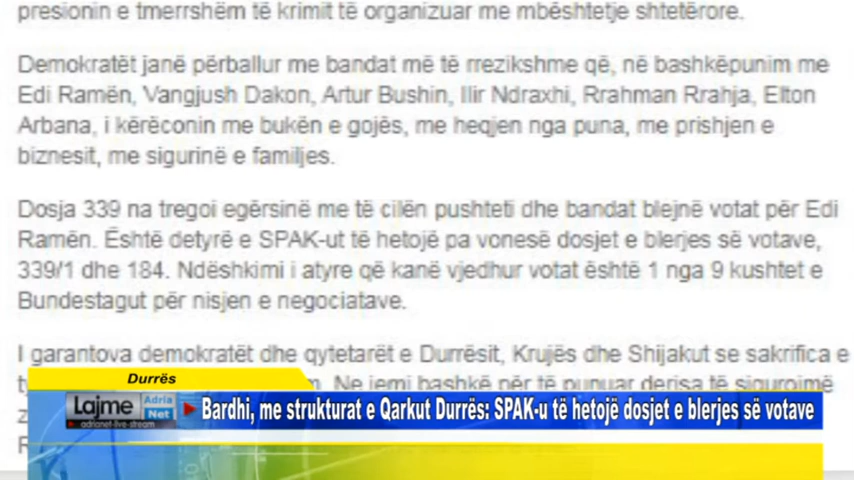 presionin e tmerrshëm të krimit të organizuar me mbështetje shtetërore.
Demokratët janë përballur me bandat më të rrezikshme që, në bashkëpunim me
Edi Ramën, Vangjush Dakon, Artur Bushin, Ilir Ndraxhi, Rrahman Rrahja, Elton
Arbana, i kërëconin me bukën e gojës, me heqjen nga puna, me prishjen e
biznesit, me sigurinë e familjes.
Dosja 339 na tregoi egërsinë me të cilën pushteti dhe bandat blejnë votat për Edi
Ramën. Është detyrë e SPAK-ut të hetojë pa vonesë dosjet e blerjes së votave,
339/1 dhe 184. Ndëshkimi i atyre që kanë vjedhur votat është 1 nga 9 kushtet e
Bundestagut për nisjen e negociatave.
I garantova demokratët dhe qytetarët e Durrësit, Krujës dhe Shijakut se sakrifica e
Ne jemi bashkë për të punuar derisa të sigurojmë
Durrës
Lajme Adria Net
adrianet-live-stream
Bardhi, me strukturat e Qarkut Durrës: SPAK-u të hetojë dosjet e blerjes së votave